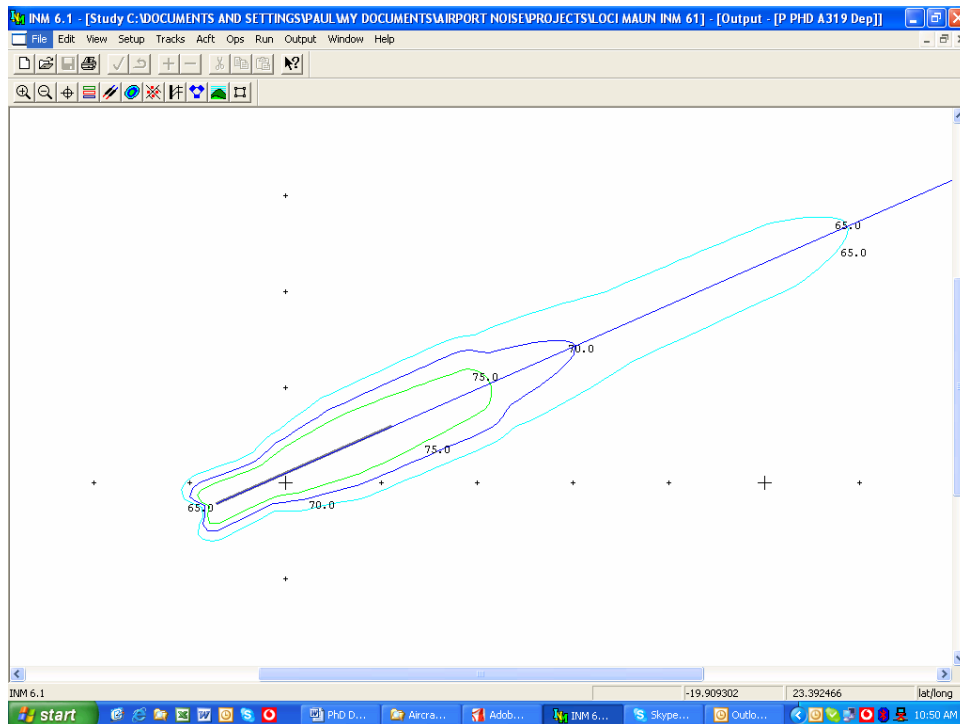 INM 6.1 - [Study C:\DOCUMENTS AND SETTINGS\PAUL\MY DOCUMENTS\AIRPORT NOISE\PROJECTS\LOCI MAUN INM 61] - [Output - [P PHD A319 Dep]]
File Edit View Setup Tracks Acft Ops Run Output Window Help
65.0
65.0
70.0
75.0
75.0
65.0
70.0
INM 6.1 -19.909302 23.392466 lat/long
start PhD D... Aircra... Adob... INM 6... Skype... Outlo... 10:50 AM